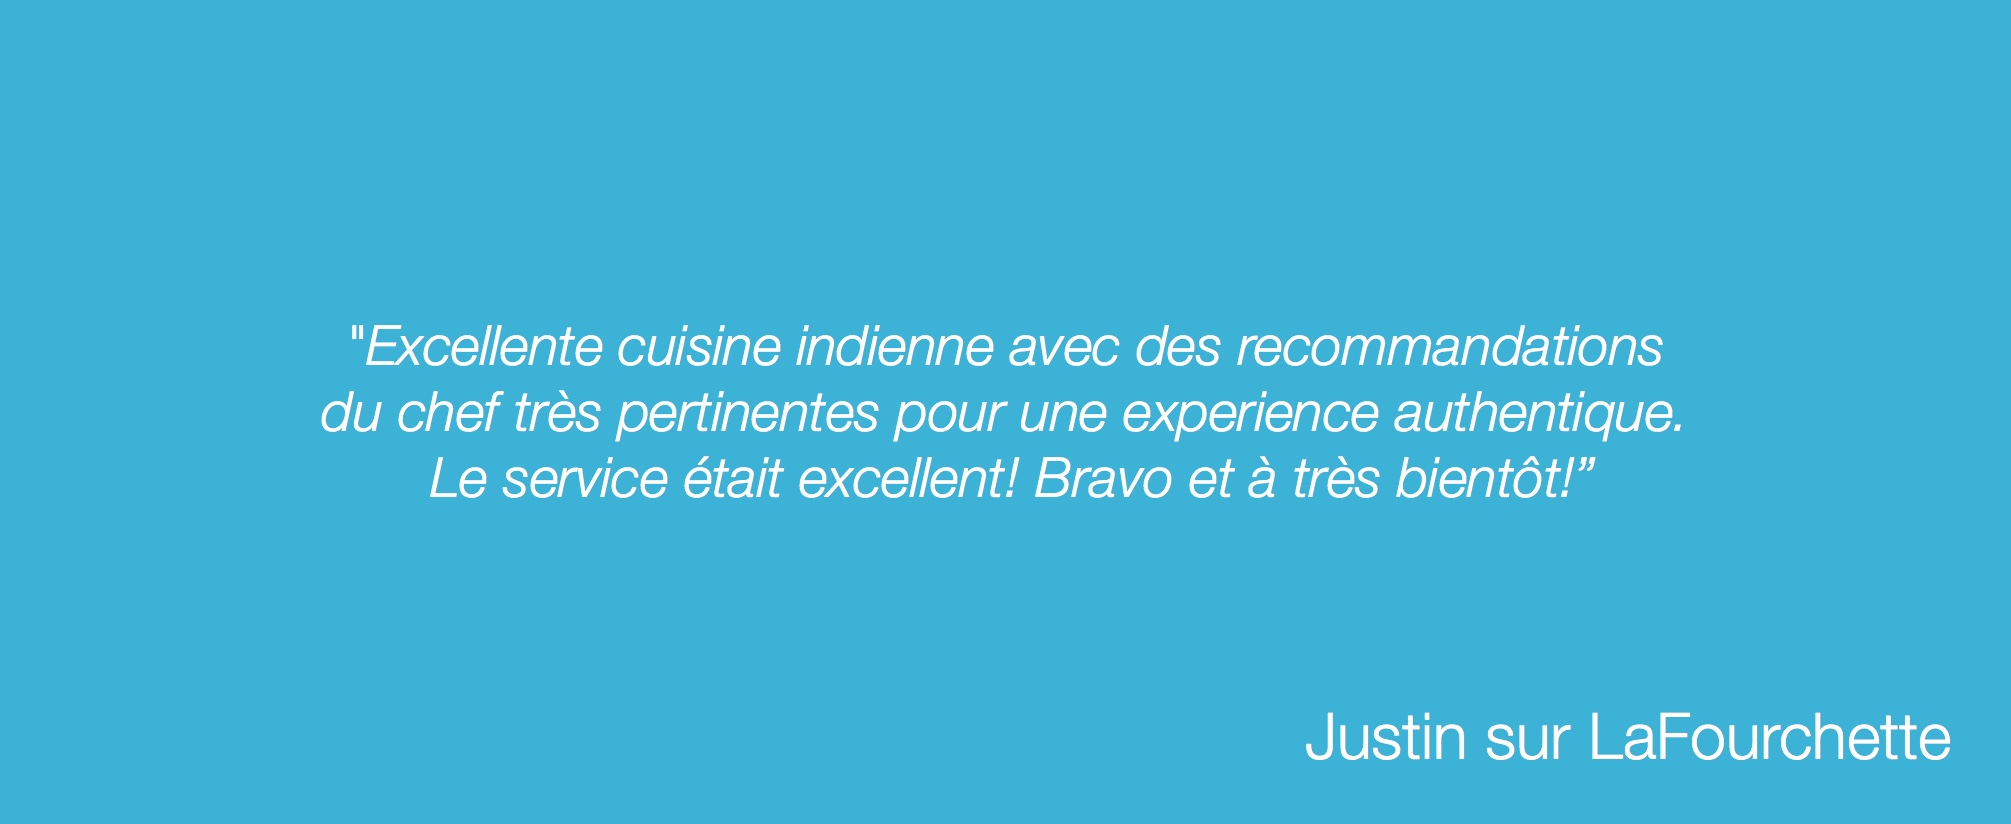 "Excellente cuisine indienne avec des recommandations
du chef très pertinentes pour une experience authentique.
Le service était excellent! Bravo et à très bientôt!”
Justin sur LaFourchette